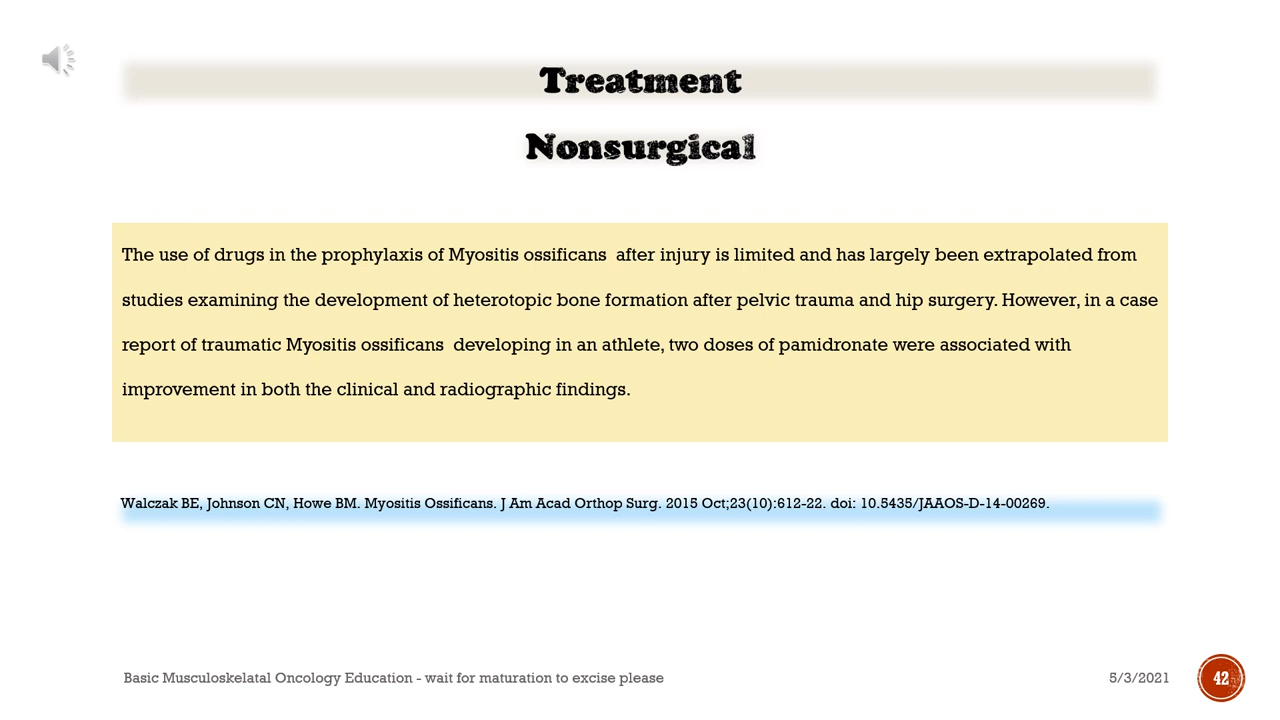 Treatment
Nonsurgical
The use of drugs in the prophylaxis of Myositis ossificans after injury is limited and has largely been extrapolated from
studies examining the development of heterotopic bone formation after pelvic trauma and hip surgery. However, in a case
report of traumatic Myositis ossificans developing in an athlete, two doses of pamidronate were associated with
improvement in both the clinical and radiographic findings.
Walczak BE, Johnson CN, Howe BM. Myositis Ossificans. J Am Acad Orthop Surg. 2015 Oct;23(10):612-22. doi: 10.5435/JAAOS-D-14-00269.
Basic Musculoskelatal Oncology Education - wait for maturation to excise please
5/3/2021
42